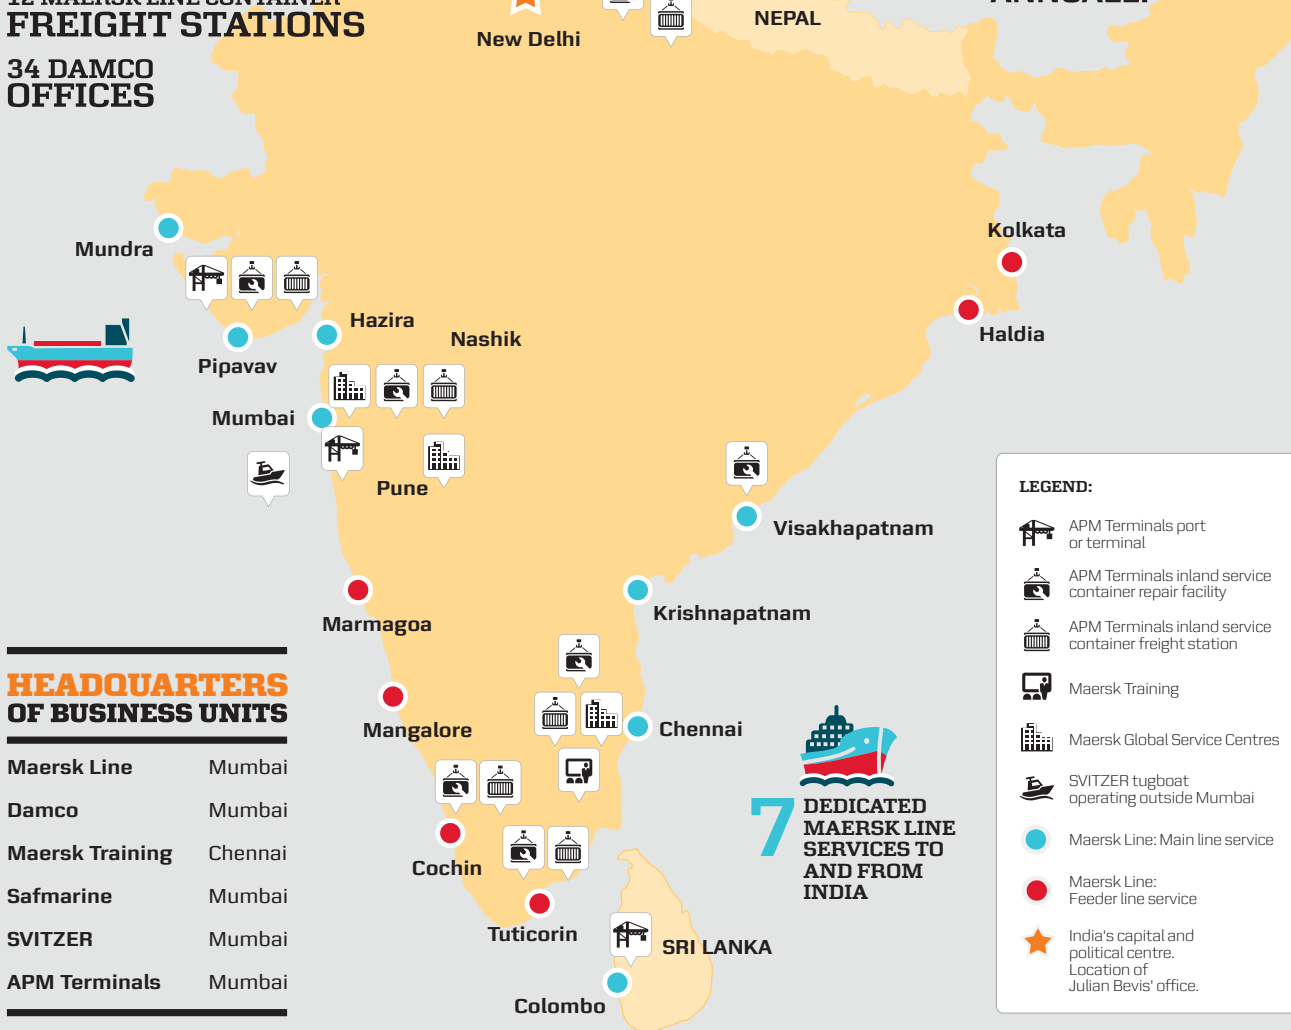 12 MAERSK LINE CONTAINER
FREIGHT STATIONS
34 DAMCO
OFFICES
New Delhi
NEPAL
ANNUALLY
Mundra
Kolkata
Haldia
Hazira
Nashik
Pipavav
Mumbai
Pune
Visakhapatnam
Krishnapatnam
Marmagoa
Mangalore
Chennai
Cochin
Tuticorin
SRI LANKA
Colombo
HEADQUARTERS
OF BUSINESS UNITS
Maersk Line Mumbai
Damco Mumbai
Maersk Training Chennai
Safmarine Mumbai
SVITZER Mumbai
APM Terminals Mumbai
7 DEDICATED
MAERSK LINE
SERVICES TO
AND FROM
INDIA
LEGEND:
APM Terminals port
or terminal
APM Terminals inland service
container repair facility
APM Terminals inland service
container freight station
Maersk Training
Maersk Global Service Centres
SVITZER tugboat
operating outside Mumbai
Maersk Line: Main line service
Maersk Line:
Feeder line service
India's capital and
political centre.
Location of
Julian Bevis' office.